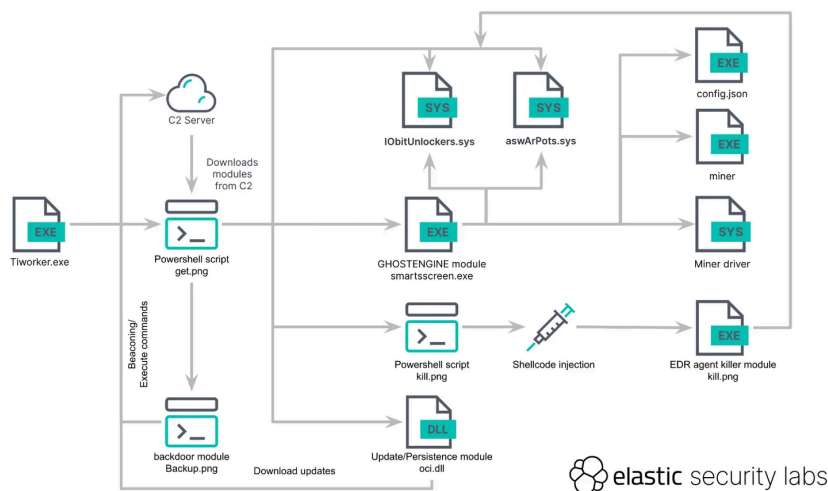 C2 Server
Downloads
modules
from C2
SYS
IObitUnlockers.sys
SYS
aswArPots.sys
EXE
config.json
EXE
miner
EXE
Tiworker.exe
>_
Powershell script
get.png
EXE
GHOSTENGINE module
smartsscreen.exe
SYS
Miner driver
Beaconing/
Execute commands
>_
Powershell script
kill.png
Shellcode injection
EXE
EDR agent killer module
kill.png
>_
backdoor module
Backup.png
Download updates
DLL
Update/Persistence module
oci.dll
elastic security labs